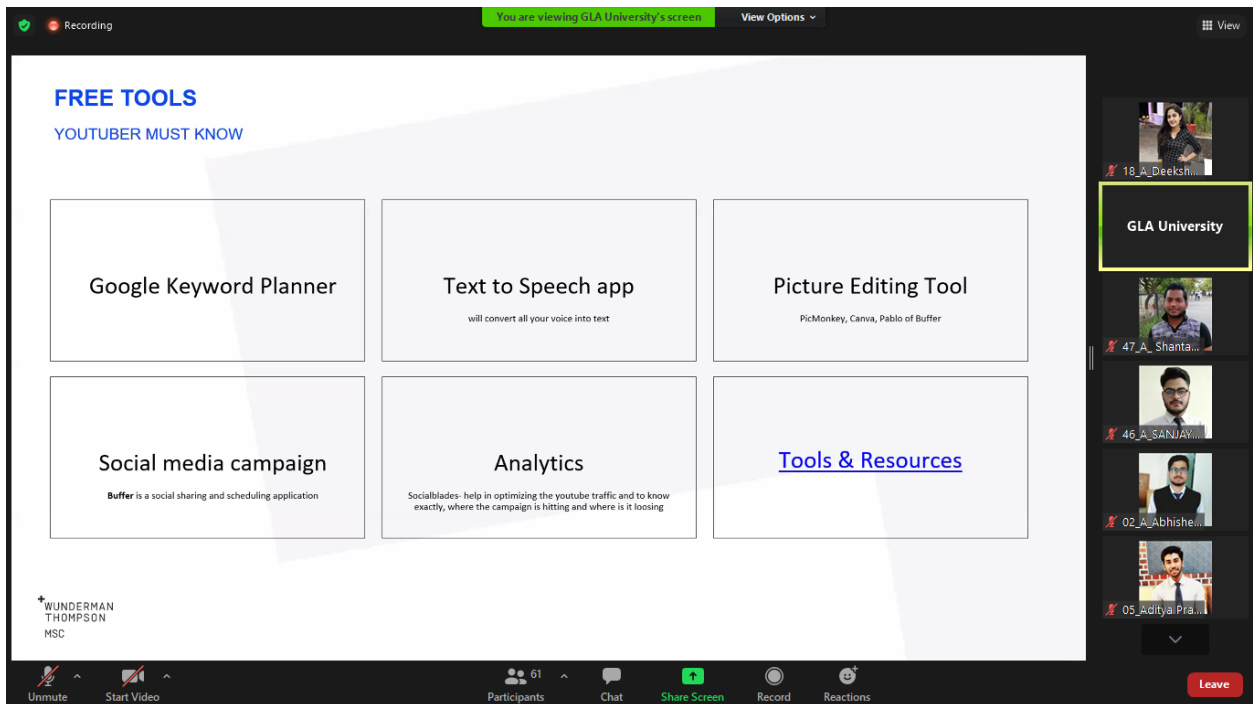 Recording
You are viewing GLA University's screen
View Options
View
FREE TOOLS
YOUTUBER MUST KNOW
Google Keyword Planner
Text to Speech app
will convert all your voice into text
Picture Editing Tool
PicMonkey, Canva, Pablo of Buffer
Social media campaign
Buffer is a social sharing and scheduling application
Analytics
Socialblades- help in optimizing the youtube traffic and to know
exactly, where the campaign is hitting and where is it loosing
Tools & Resources
WUNDERMAN
THOMPSON
MSC
18_A_Deeksh...
GLA University
47_A_ Shanta...
46_A_SANJAY...
02_A_Abhishe...
05_Aditya Pra...
Unmute
Start Video
61
Participants
Chat
Share Screen
Record
Reactions
Leave